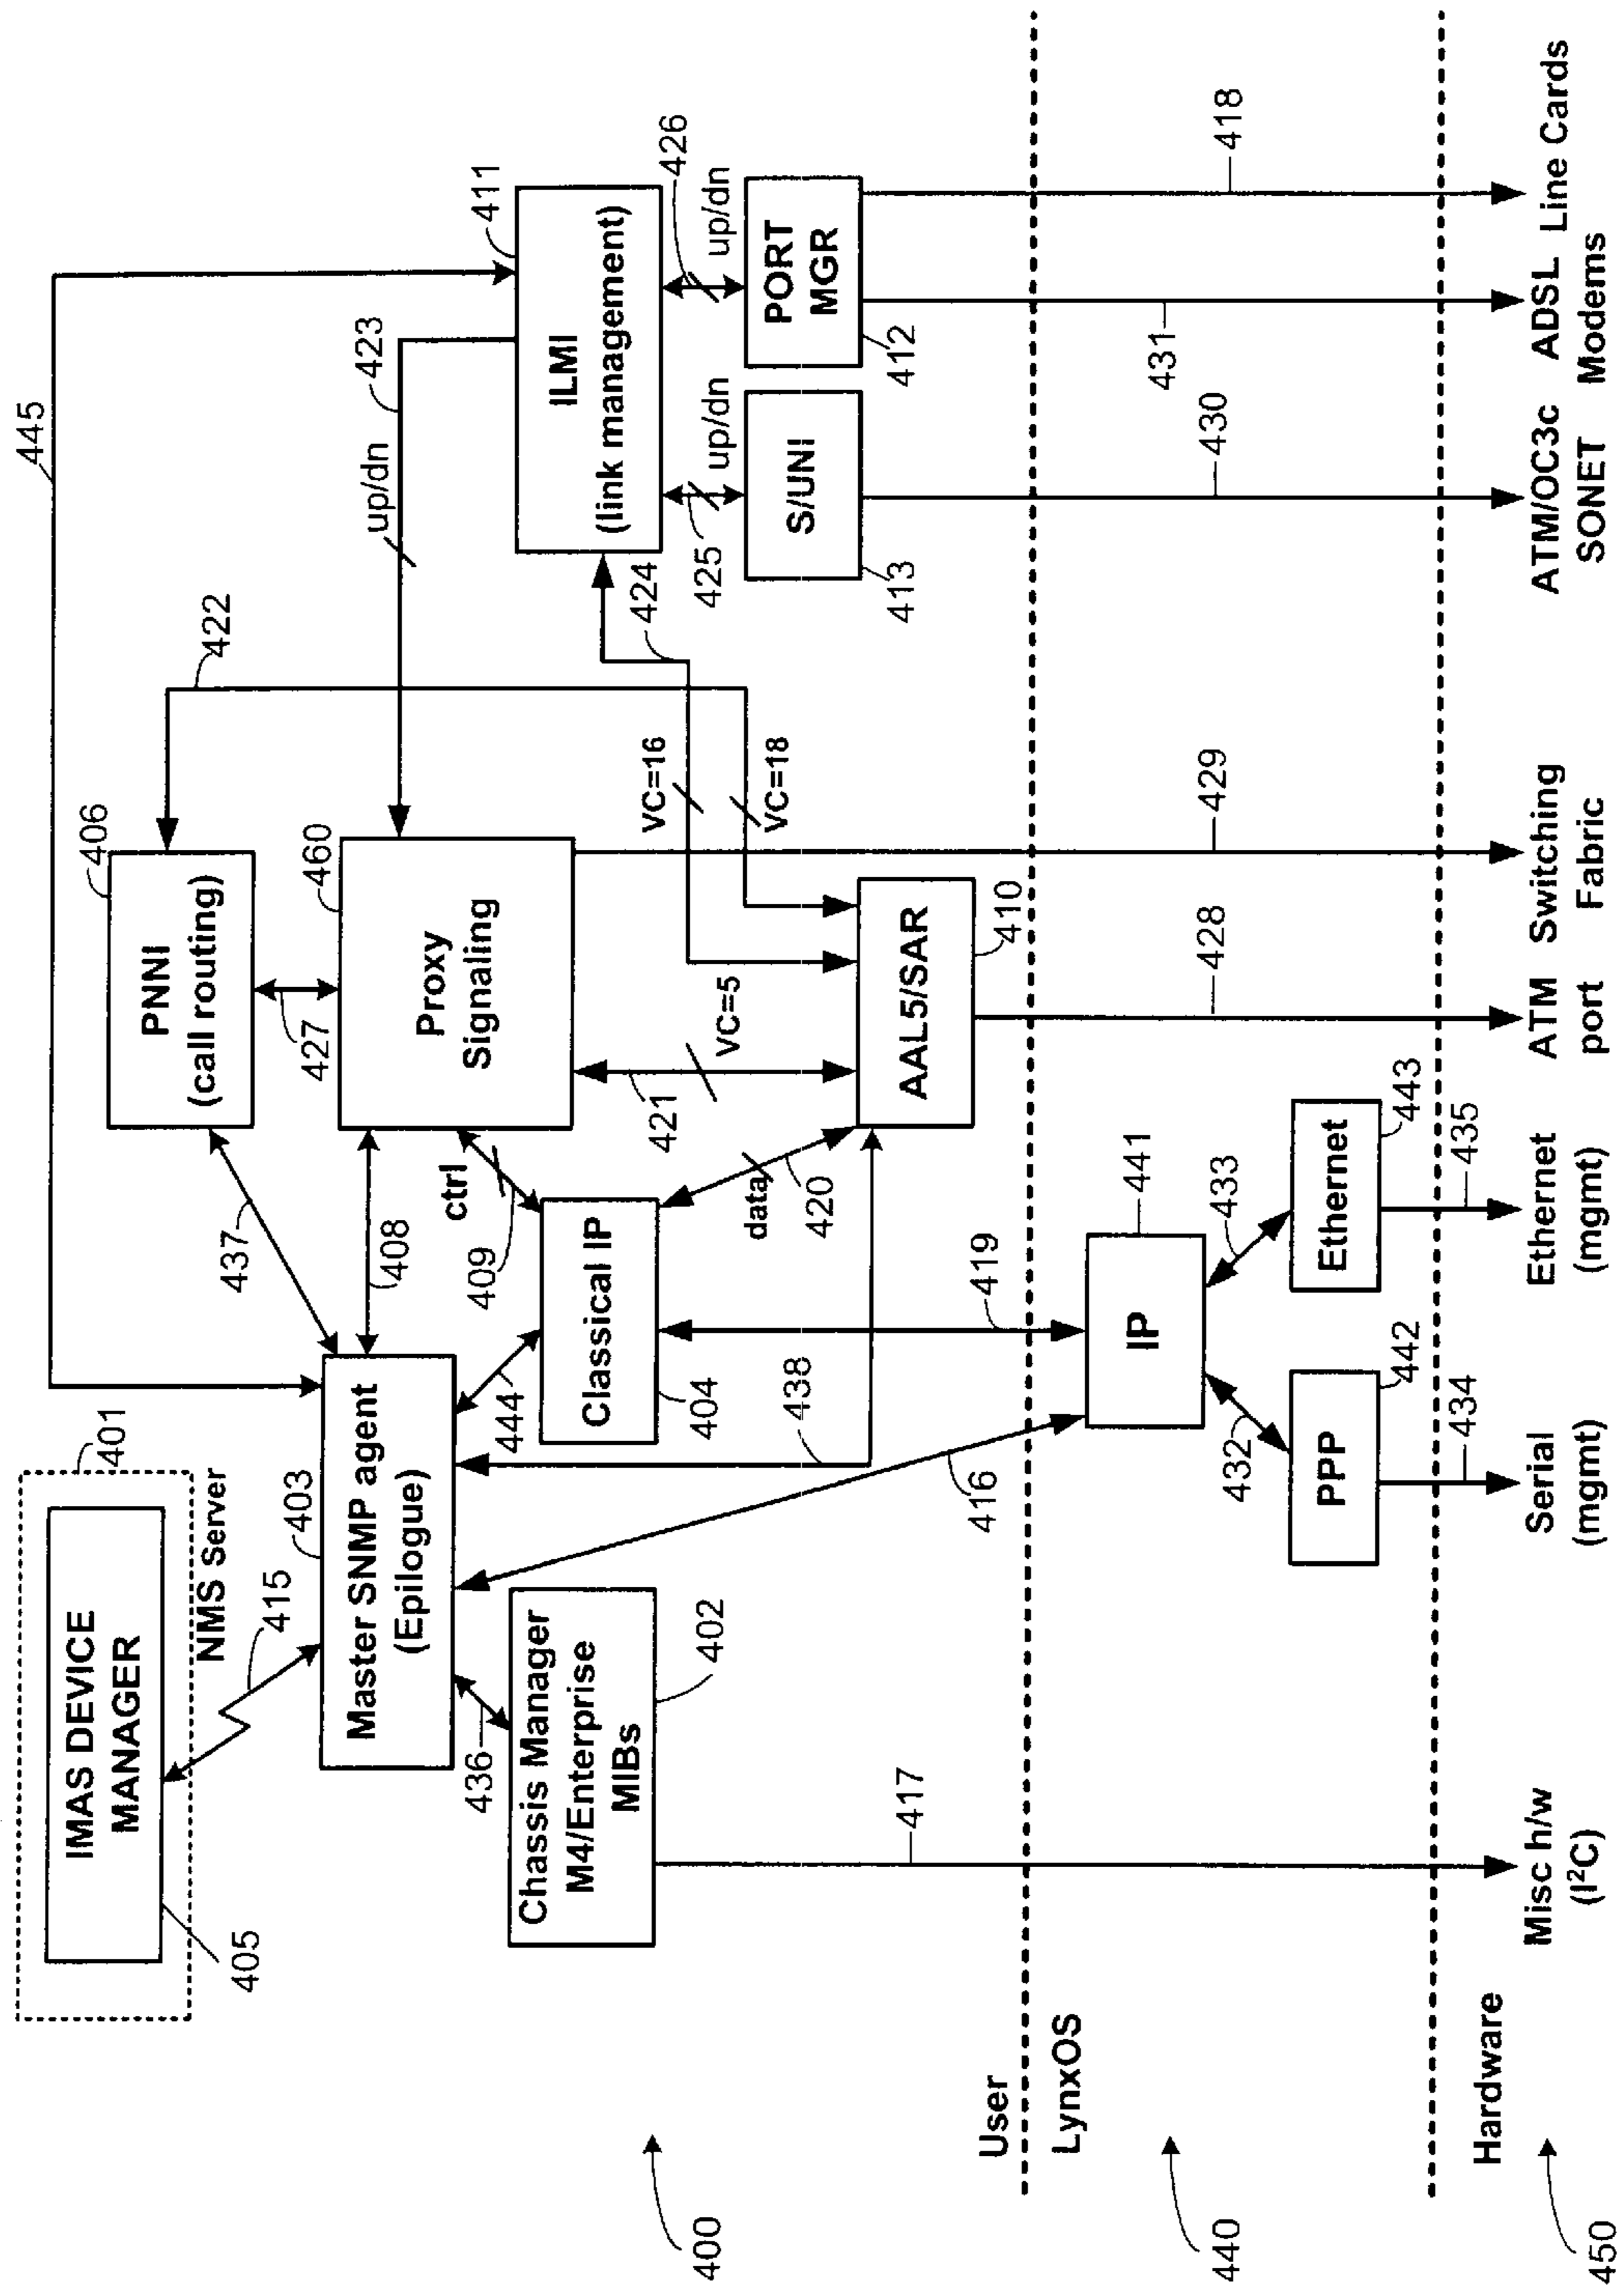 IMAS DEVICE
MANAGER
405
401
NMS Server
415
Master SNMP agent
(Epilogue)
403
445
PNNI
(call routing)
406
437
427
422
408
Proxy
Signaling
460
up/dn
423
ILMI
(link management)
411
436
444
ctrl
409
Chassis Manager
M4/Enterprise
MIBs
402
Classical IP
404
421
VC=5
VC=16
VC=18
424
425
up/dn
426
up/dn
data
420
S/UNI
413
PORT
MGR
412
AAL5/SAR
410
438
416
419
417
400
User
LynxOS
IP
441
428
429
430
431
418
432
433
PPP
442
Ethernet
443
434
435
440
Hardware
450
Misc h/w
(I²C)
Serial
(mgmt)
Ethernet
(mgmt)
ATM
port
Switching
Fabric
ATM/OC3c
SONET
ADSL
Modems
Line Cards